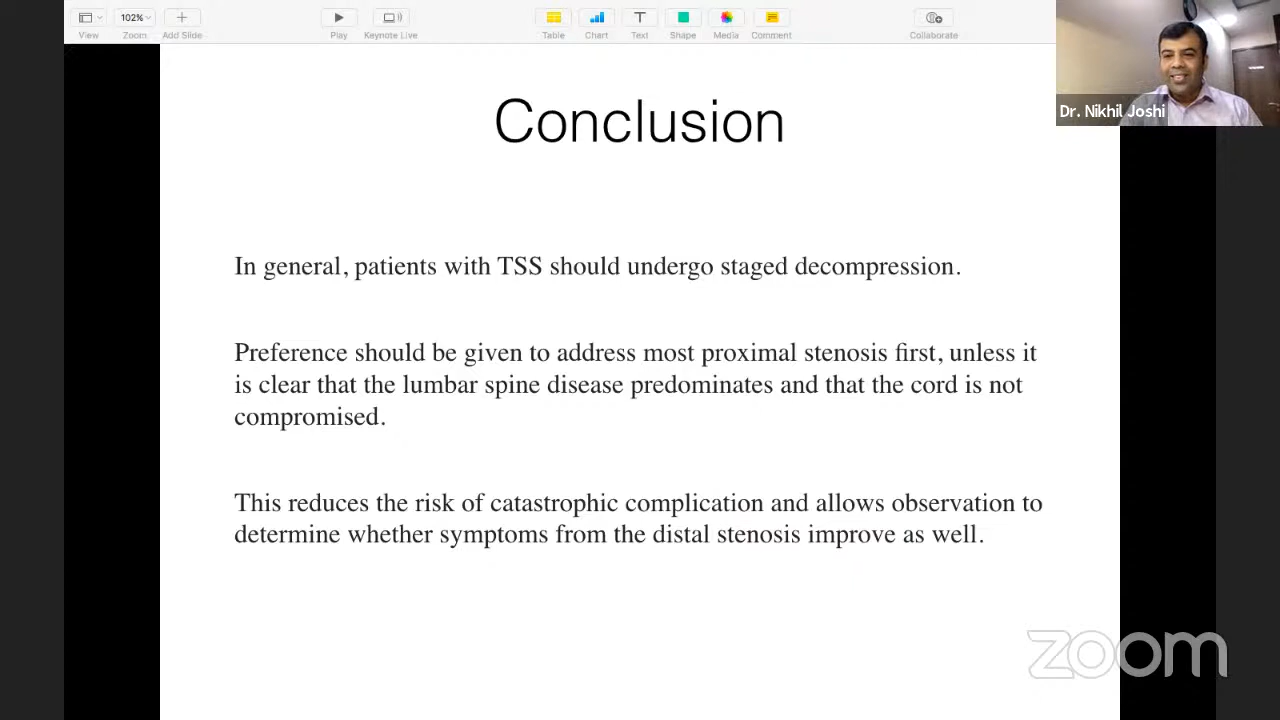 102%
View
Zoom
Add Slide
Play
Keynote Live
Table
Chart
Text
Shape
Media
Comment
Collaborate
Dr. Nikhil Joshi
Conclusion
In general, patients with TSS should undergo staged decompression.
Preference should be given to address most proximal stenosis first, unless it
is clear that the lumbar spine disease predominates and that the cord is not
compromised.
This reduces the risk of catastrophic complication and allows observation to
determine whether symptoms from the distal stenosis improve as well.
zoom